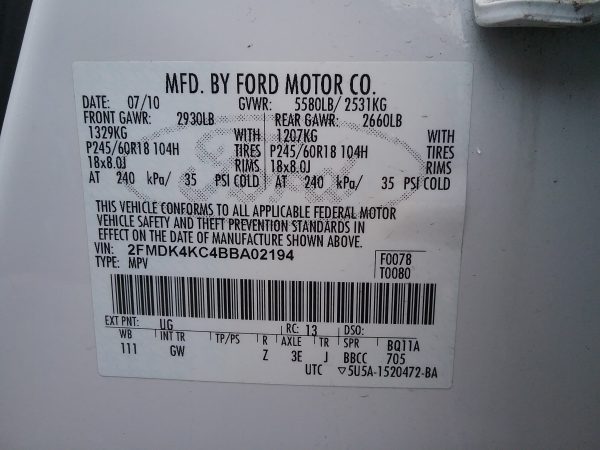 MFD. BY FORD MOTOR CO.
DATE: 07/10 GVWR: 5580LB/ 2531KG
FRONT GAWR: 2930LB REAR GAWR: 2660LB
1329KG WITH 1207KG WITH
P245/60R18 104H TIRES P245/60R18 104H TIRES
18x8.0J RIMS 18x8.0J RIMS
AT 240 kPa/ 35 PSI COLD AT 240 kPa/ 35 PSI COLD
THIS VEHICLE CONFORMS TO ALL APPLICABLE FEDERAL MOTOR
VEHICLE SAFETY AND THEFT PREVENTION STANDARDS IN
EFFECT ON THE DATE OF MANUFACTURE SHOWN ABOVE.
VIN: 2FMDK4KC4BBA02194 F0078
TYPE: MPV T0080
EXT PNT: UG RC: 13 DSO:
WB INT TR TP/PS R AXLE TR SPR BQ11A
111 GW Z 3E J BBCC 705
UTC ▽5U5A-1520472-BA